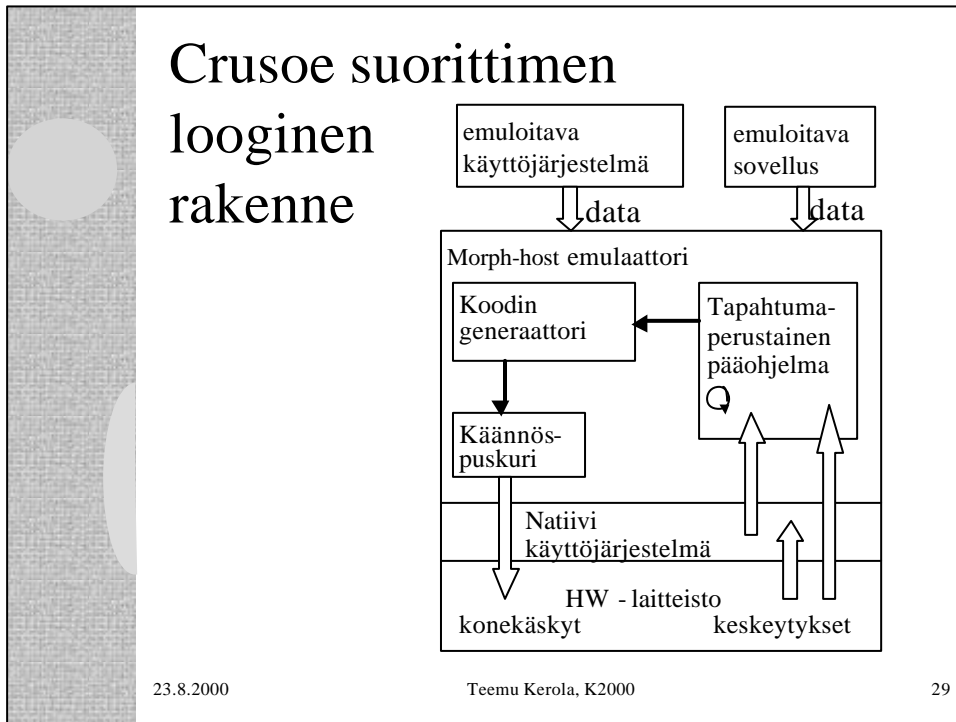 Crusoe suorittimen
looginen
rakenne
emuloitava
käyttöjärjestelmä
emuloitava
sovellus
data
data
Morph-host emulaattori
Koodin
generaattori
Tapahtuma-
perustainen
pääohjelma
Käännös-
puskuri
Natiivi
käyttöjärjestelmä
HW - laitteisto
konekäskyt
keskeytykset
23.8.2000
Teemu Kerola, K2000
29